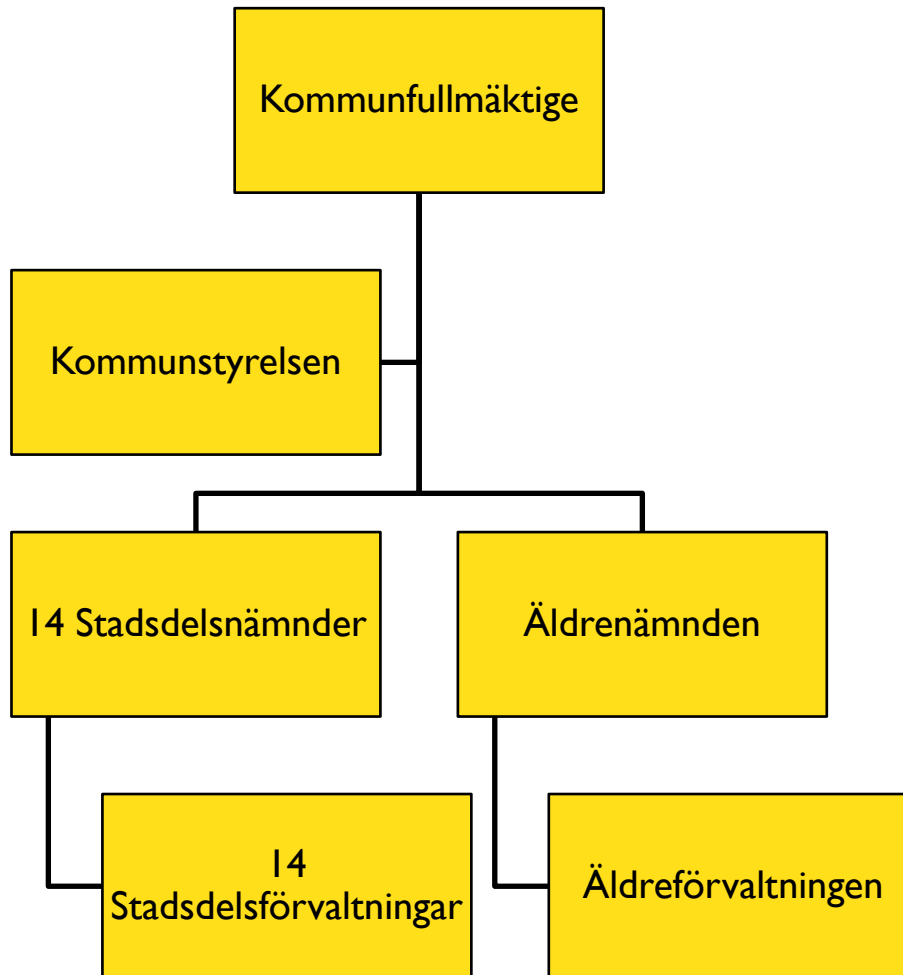 Kommunfullmäktige
Kommunstyrelsen
14 Stadsdelsnämnder
Äldrenämnden
14
Stadsdelsförvaltningar
Äldreförvaltningen